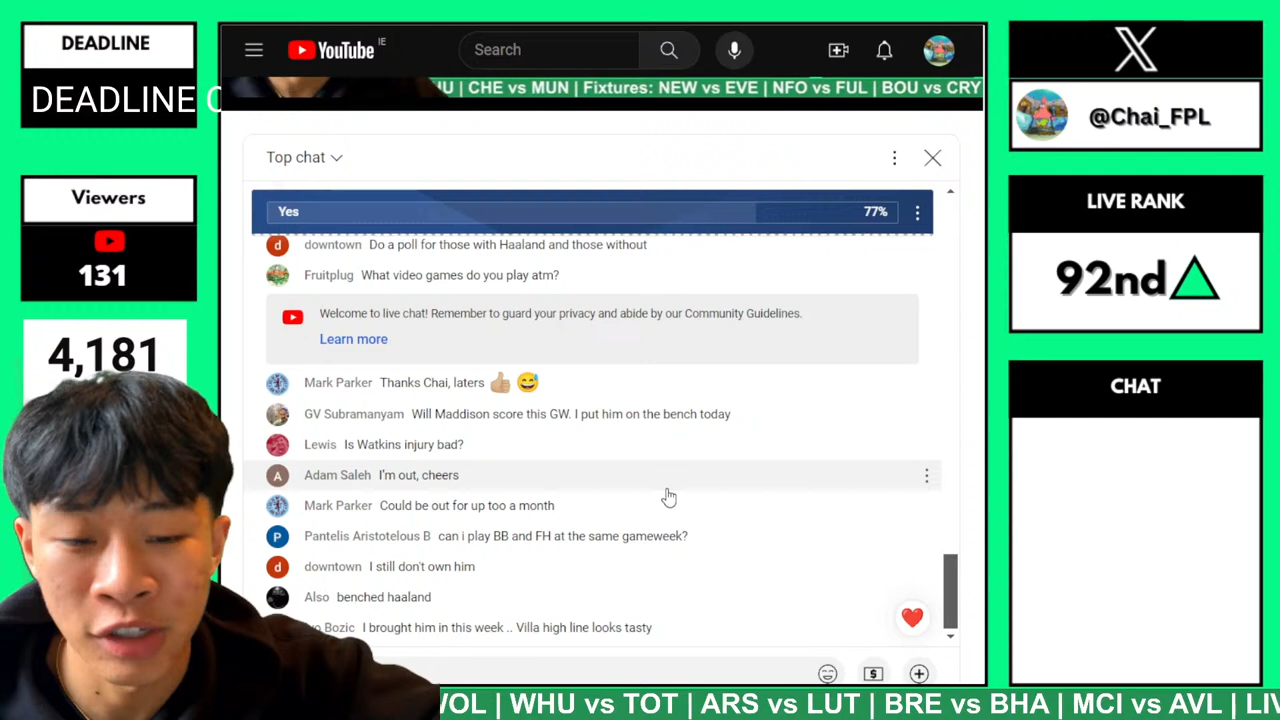 DEADLINE
DEADLINE
Viewers
131
4,181
YouTube IE
Search
CHE vs MUN | Fixtures: NEW vs EVE | NFO vs FUL | BOU vs CRY
Top chat
Yes 77%
downtown Do a poll for those with Haaland and those without
Fruitplug What video games do you play atm?
Welcome to live chat! Remember to guard your privacy and abide by our Community Guidelines.
Learn more
Mark Parker Thanks Chai, laters 👍🏼 😅
GV Subramanyam Will Maddison score this GW. I put him on the bench today
Lewis Is Watkins injury bad?
A Adam Saleh I'm out, cheers
Mark Parker Could be out for up too a month
P Pantelis Aristotelous B can i play BB and FH at the same gameweek?
d downtown I still don't own him
Also benched haaland
Bozic I brought him in this week .. Villa high line looks tasty
@Chai_FPL
LIVE RANK
92nd
CHAT
WHU vs TOT | ARS vs LUT | BRE vs BHA | MCI vs AVL |